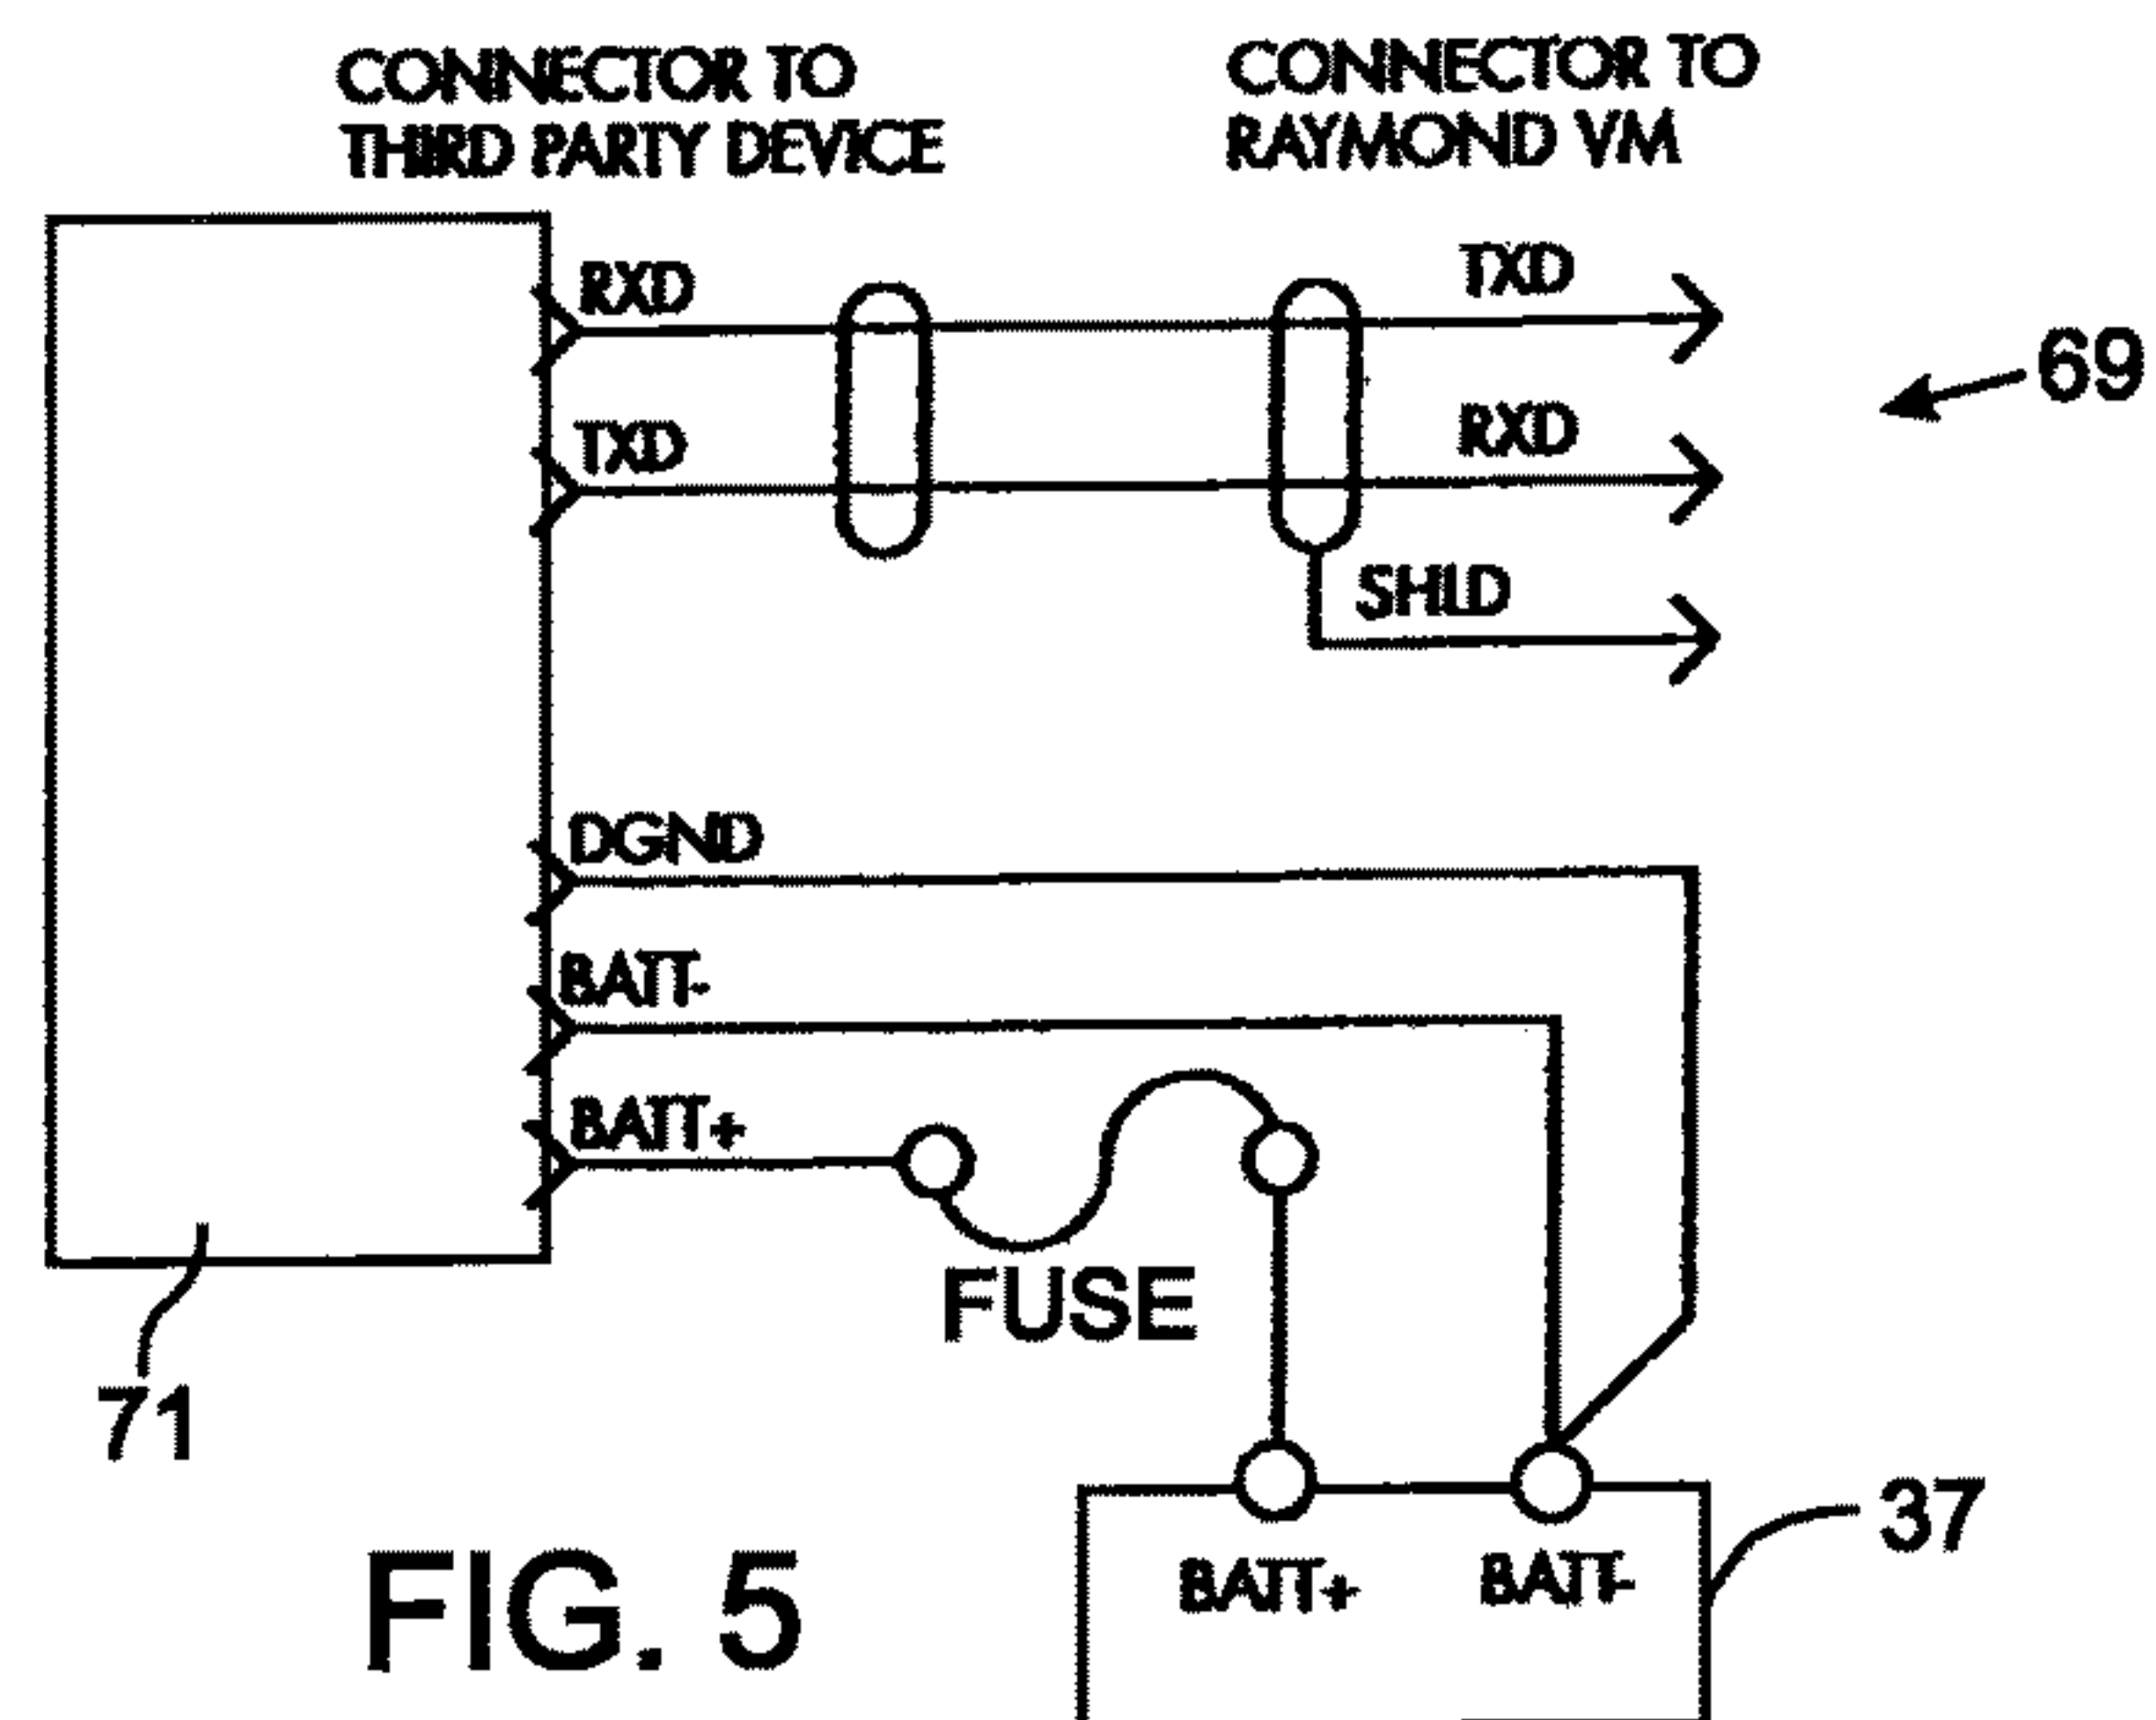 CONNECTOR TO
THIRD PARTY DEVICE
CONNECTOR TO
RAYMOND VM
RXD
TXD
69
TXD
RXD
SHLD
DGND
BATT-
BATT+
FUSE
71
37
BATT+
BATT-
FIG. 5